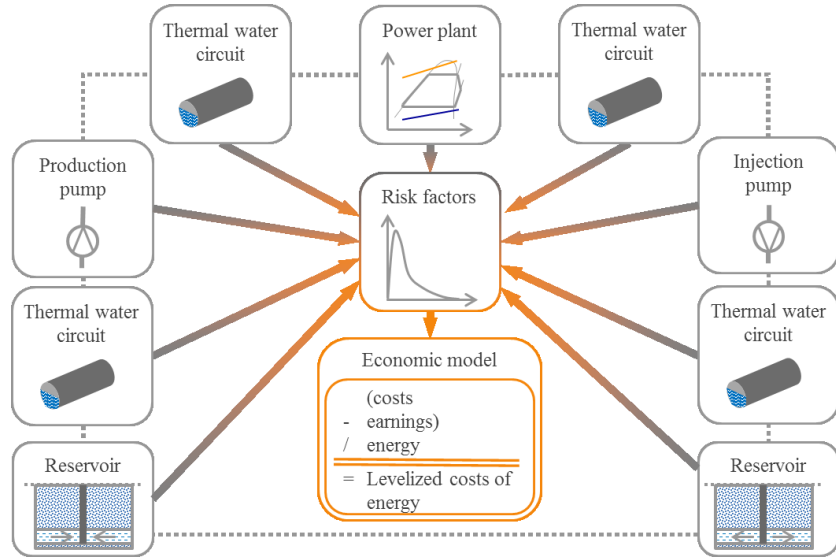 Thermal water
circuit
Power plant
Thermal water
circuit
Production
pump
Risk factors
Injection
pump
Thermal water
circuit
Thermal water
circuit
Economic model
(costs
- earnings)
/ energy
= Levelized costs of
energy
Reservoir
Reservoir